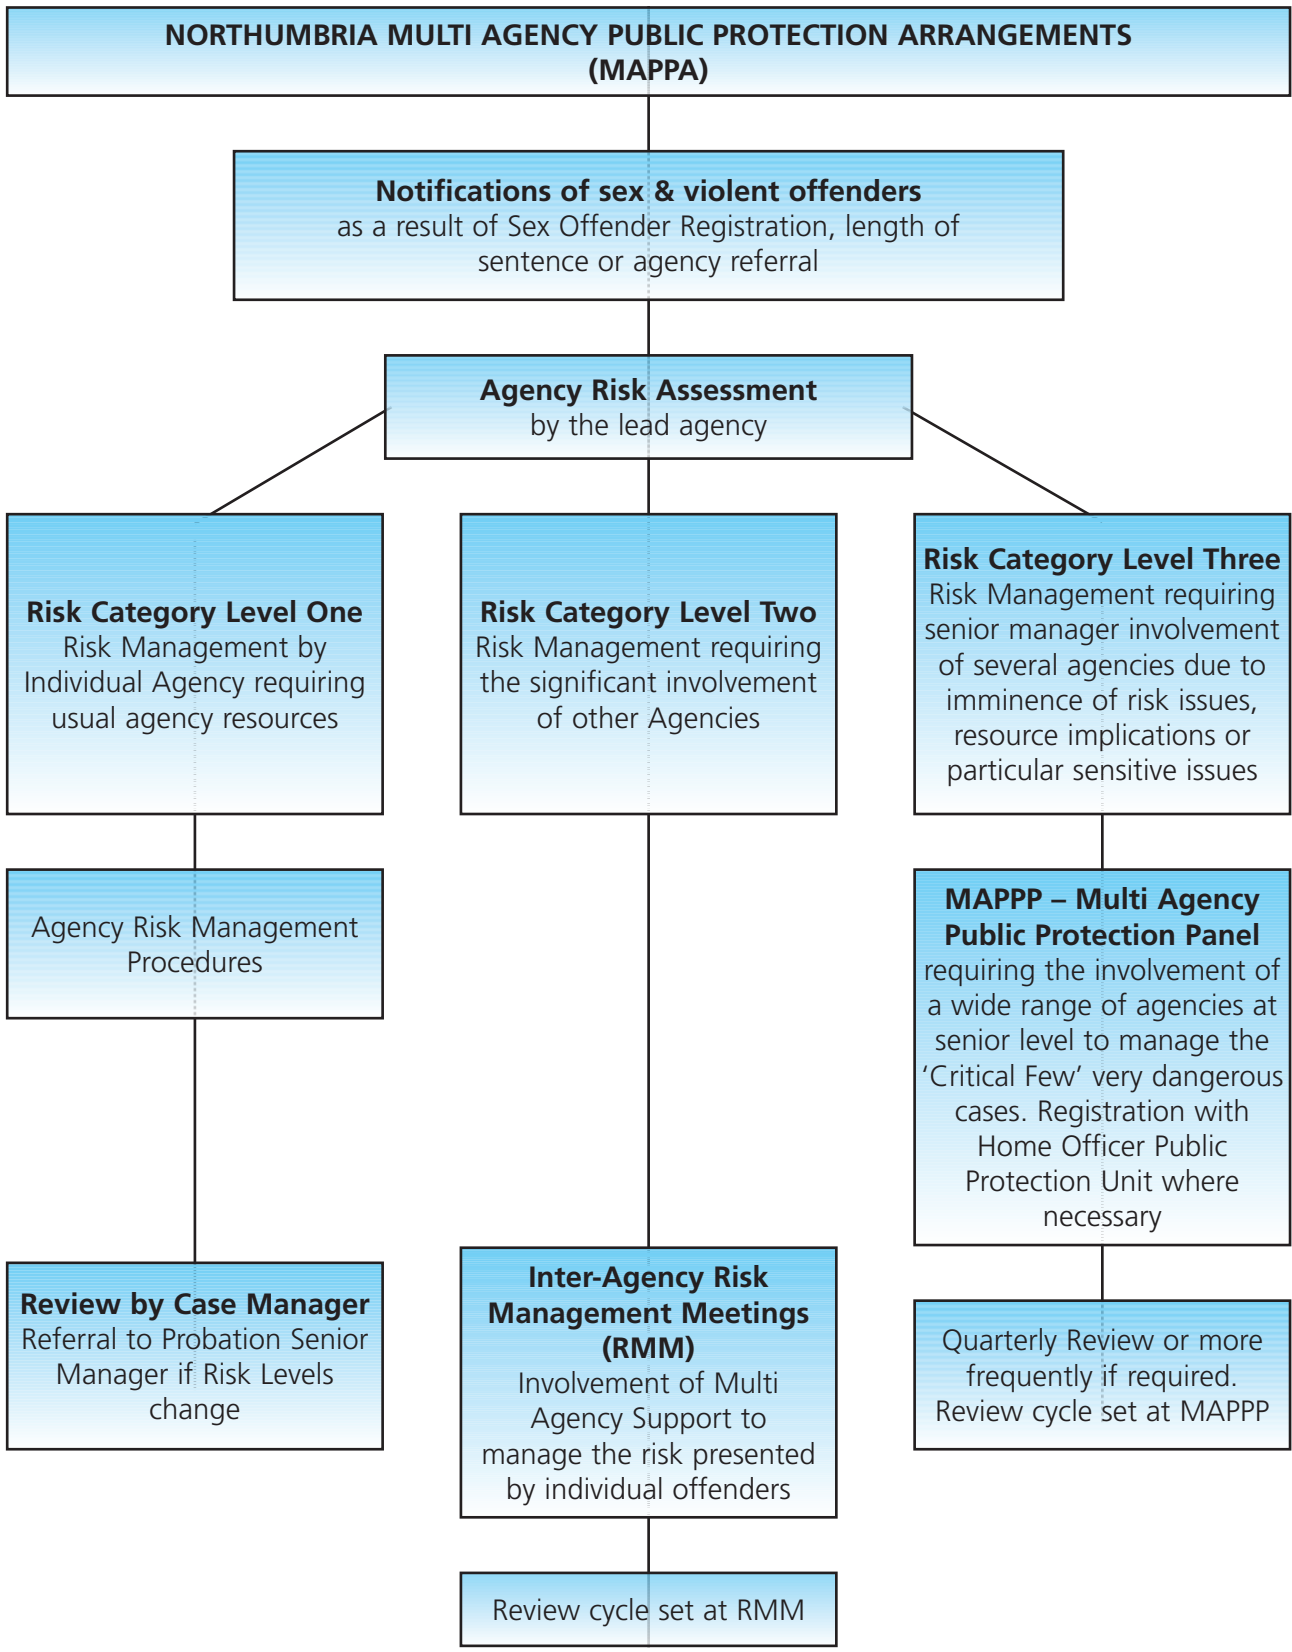 NORTHUMBRIA MULTI AGENCY PUBLIC PROTECTION ARRANGEMENTS
(MAPPA)
Notifications of sex & violent offenders
as a result of Sex Offender Registration, length of
sentence or agency referral
Agency Risk Assessment
by the lead agency
Risk Category Level One
Risk Management by
Individual Agency requiring
usual agency resources
Risk Category Level Two
Risk Management requiring
the significant involvement
of other Agencies
Risk Category Level Three
Risk Management requiring
senior manager involvement
of several agencies due to
imminence of risk issues,
resource implications or
particular sensitive issues
Agency Risk Management
Procedures
MAPPP – Multi Agency
Public Protection Panel
requiring the involvement of
a wide range of agencies at
senior level to manage the
‘Critical Few’ very dangerous
cases. Registration with
Home Officer Public
Protection Unit where
necessary
Review by Case Manager
Referral to Probation Senior
Manager if Risk Levels
change
Inter-Agency Risk
Management Meetings
(RMM)
Involvement of Multi
Agency Support to
manage the risk presented
by individual offenders
Quarterly Review or more
frequently if required.
Review cycle set at MAPPP
Review cycle set at RMM